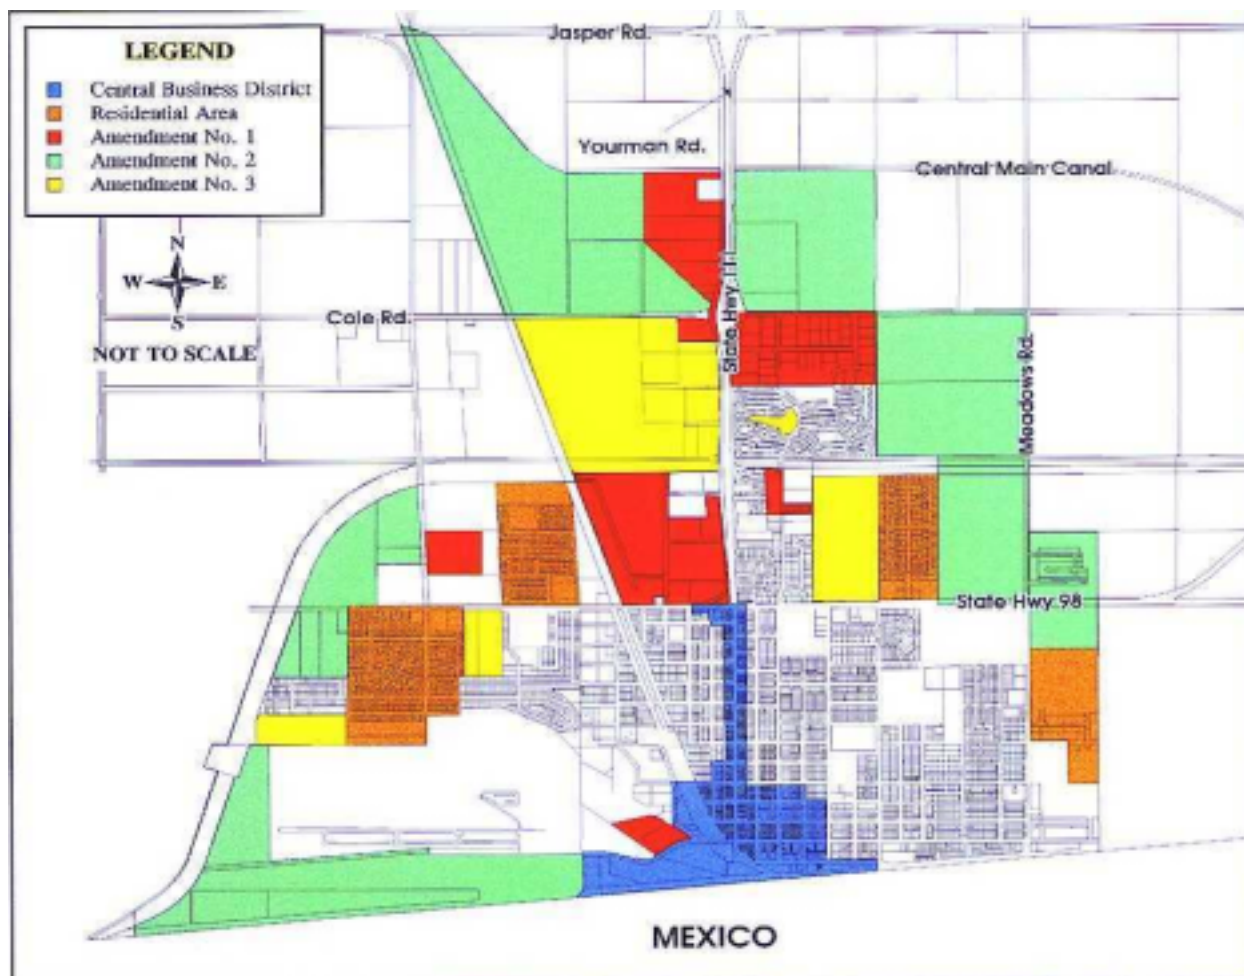 LEGEND
Central Business District
Residential Area
Amendment No. 1
Amendment No. 2
Amendment No. 3
Jasper Rd.
Yourman Rd.
Central Main Canal
N
W E
S
NOT TO SCALE
Cole Rd.
State Hwy 111
Meadows Rd.
State Hwy 98
MEXICO